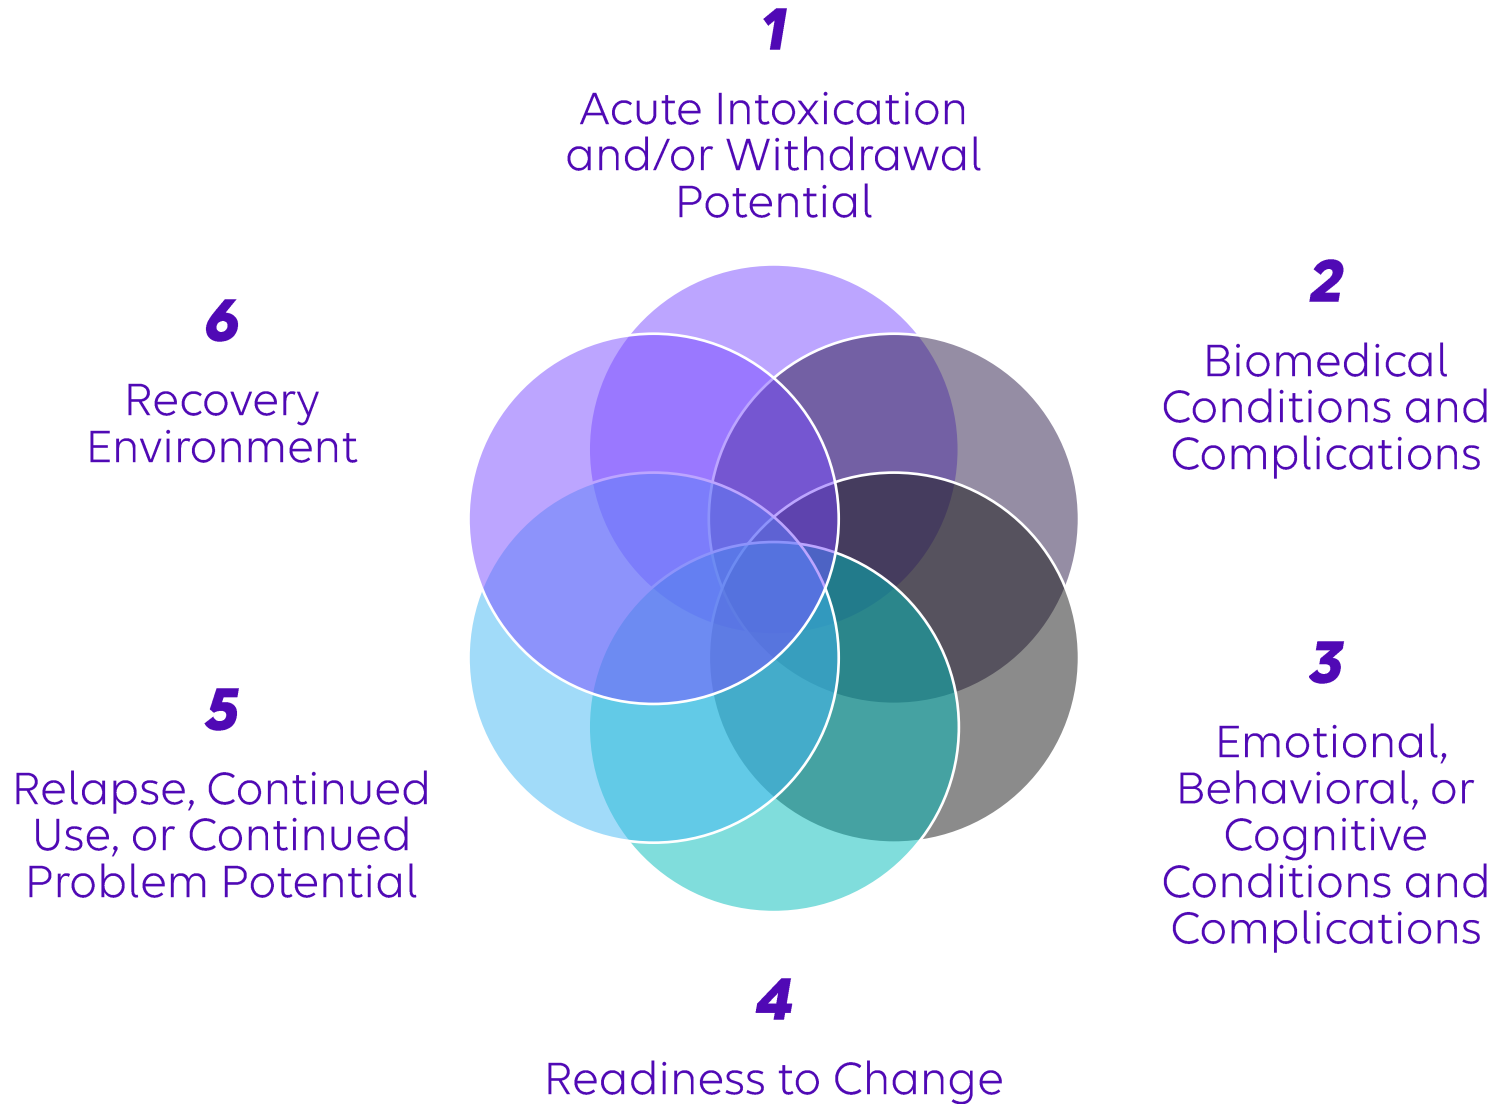 1
Acute Intoxication
and/or Withdrawal
Potential
2
Biomedical
Conditions and
Complications
3
Emotional,
Behavioral, or
Cognitive
Conditions and
Complications
4
Readiness to Change
5
Relapse, Continued
Use, or Continued
Problem Potential
6
Recovery
Environment